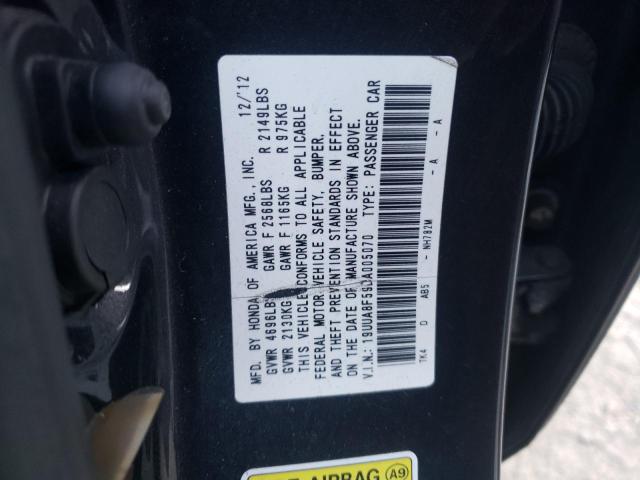 MFD. BY HONDA OF AMERICA MFG., INC. 12/'12
GVWR 4696LBS GAWR F 2568LBS R 2149LBS
GVWR 2130KG GAWR F 1165KG R 975KG
THIS VEHICLE CONFORMS TO ALL APPLICABLE
FEDERAL MOTOR VEHICLE SAFETY, BUMPER,
AND THEFT PREVENTION STANDARDS IN EFFECT
ON THE DATE OF MANUFACTURE SHOWN ABOVE.
V.I.N.: TYPE: PASSENGER CAR
TK4 D AB5 - NH782M - A - A
AIRBAG A9